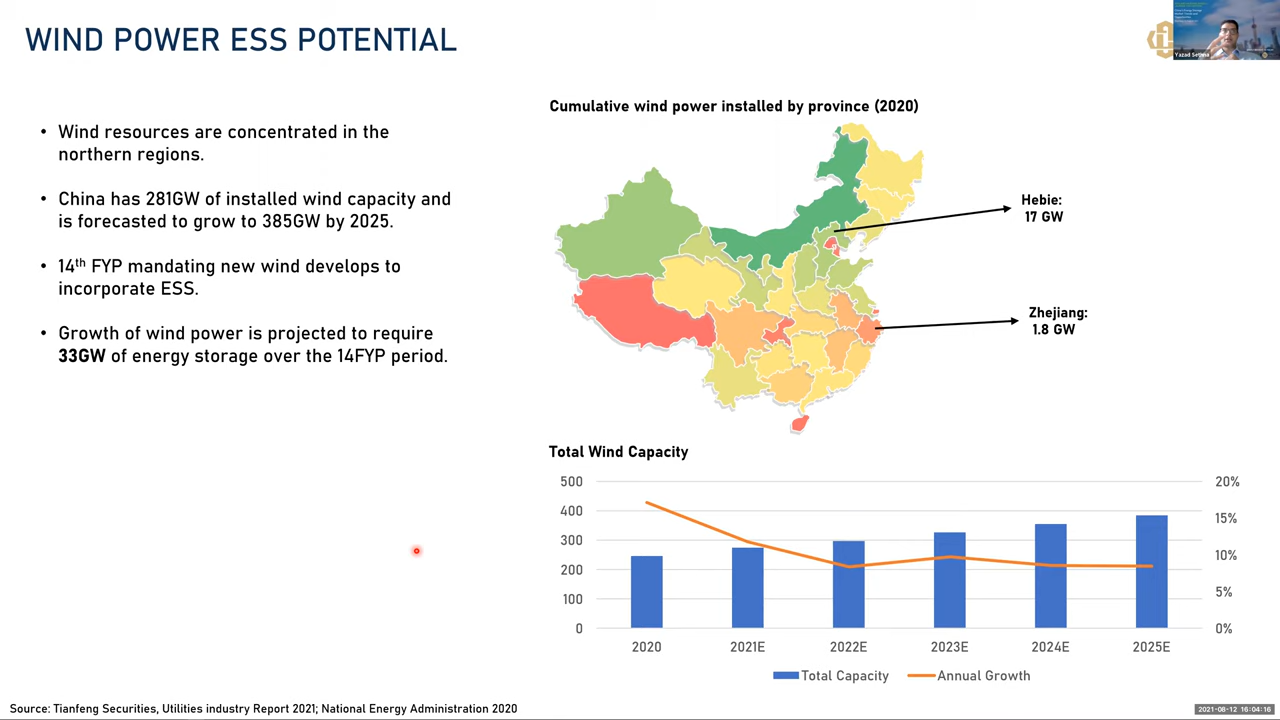 WIND POWER ESS POTENTIAL
• Wind resources are concentrated in the
northern regions.
• China has 281GW of installed wind capacity and
is forecasted to grow to 385GW by 2025.
• 14th FYP mandating new wind develops to
incorporate ESS.
• Growth of wind power is projected to require
33GW of energy storage over the 14FYP period.
Cumulative wind power installed by province (2020)
Hebie:
17 GW
Zhejiang:
1.8 GW
Total Wind Capacity
500
400
300
200
100
0
20%
15%
10%
5%
0%
2020 2021E 2022E 2023E 2024E 2025E
Total Capacity Annual Growth
Source: Tianfeng Securities, Utilities industry Report 2021; National Energy Administration 2020
Yazad
2021-08-12 16:04:16